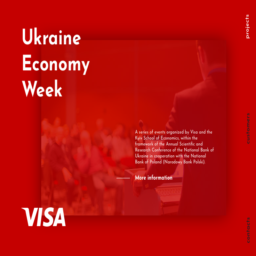 Ukraine
Economy
Week
projects
A series of events organized by Visa and the
Kyiv School of Economics, within the
framework of the Annual Scientific and
Research Conference of the National Bank of
Ukraine in cooperation with the National
Bank of Poland (Narodowy Bank Polski).
More information
VISA